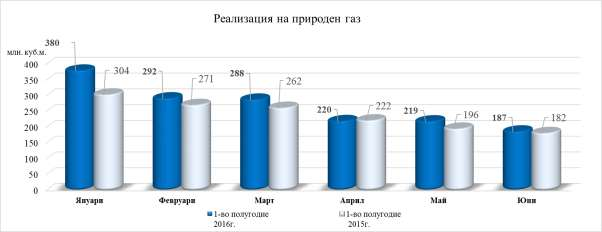 Реализация на природен газ
млн. куб.м.
400
350
300
250
200
150
100
50
0
380
304
292
271
288
262
220
222
219
196
187
182
Януари
Февруари
Март
Април
Май
Юни
1-во полугодие
2016г.
1-во полугодие
2015г.